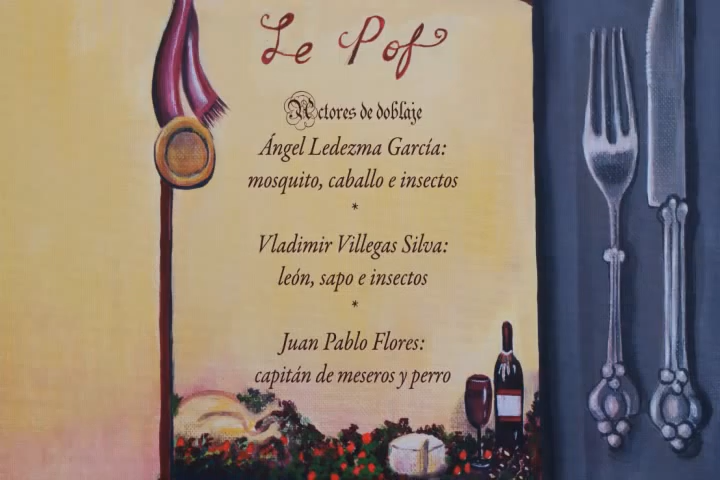 Le Pof
Actores de doblaje
Ángel Ledezma García:
mosquito, caballo e insectos
*
Vladimir Villegas Silva:
león, sapo e insectos
*
Juan Pablo Flores:
capitán de meseros y perro